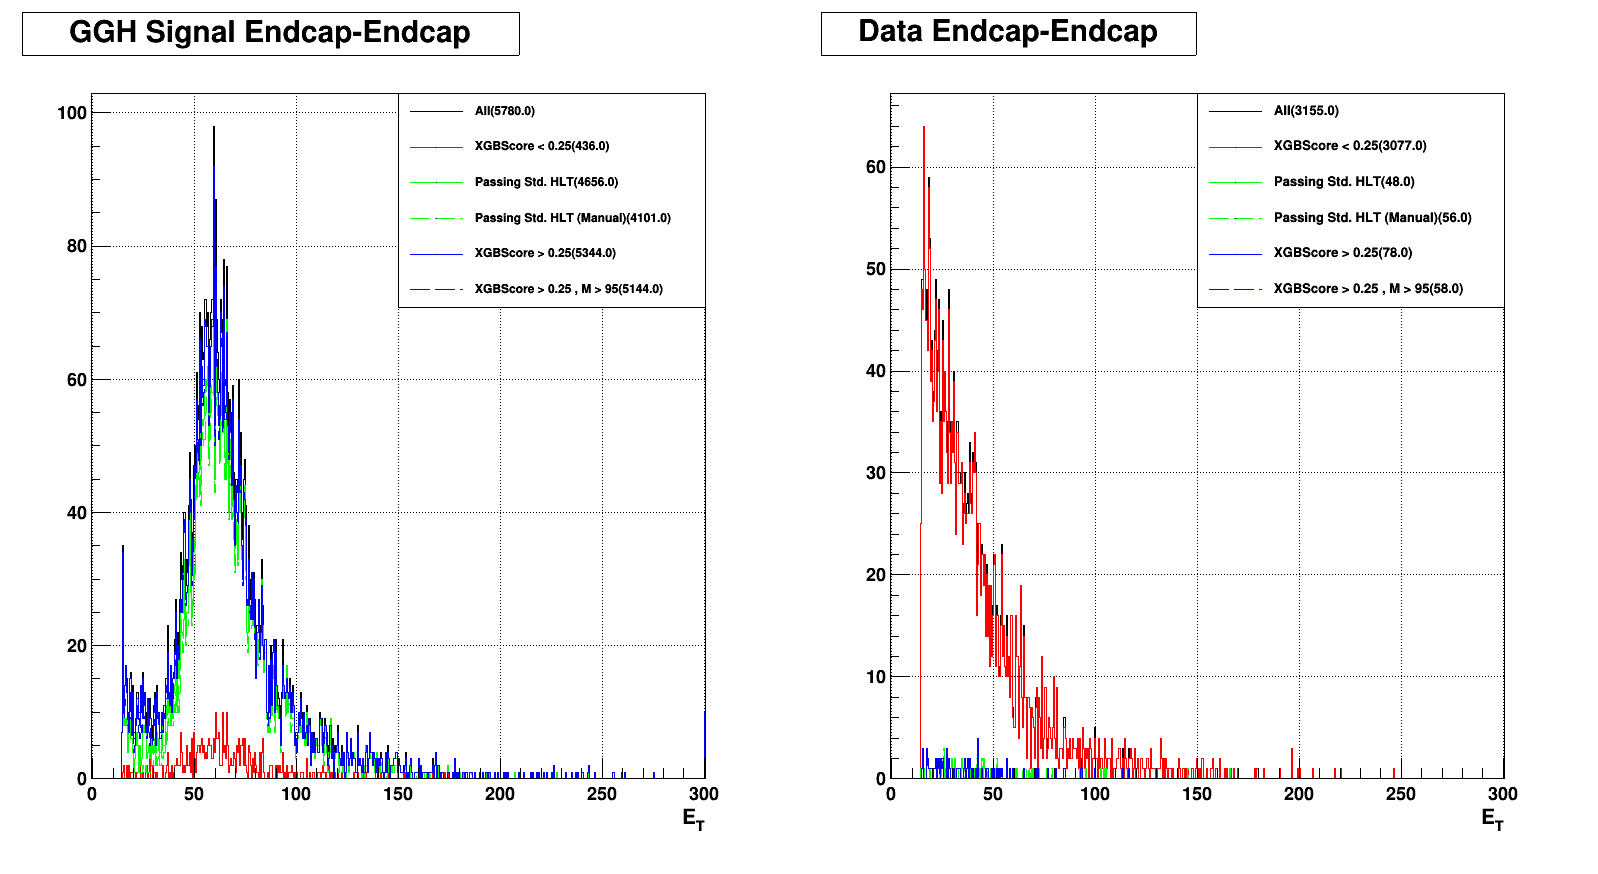 GGH Signal Endcap-Endcap
All(5780.0)
XGBScore < 0.25(436.0)
Passing Std. HLT(4656.0)
Passing Std. HLT (Manual)(4101.0)
XGBScore > 0.25(5344.0)
XGBScore > 0.25 , M > 95(5144.0)
100
80
60
40
20
0
0 50 100 150 200 250 300
E_T
Data Endcap-Endcap
All(3155.0)
XGBScore < 0.25(3077.0)
Passing Std. HLT(48.0)
Passing Std. HLT (Manual)(56.0)
XGBScore > 0.25(78.0)
XGBScore > 0.25 , M > 95(58.0)
60
50
40
30
20
10
0
0 50 100 150 200 250 300
E_T